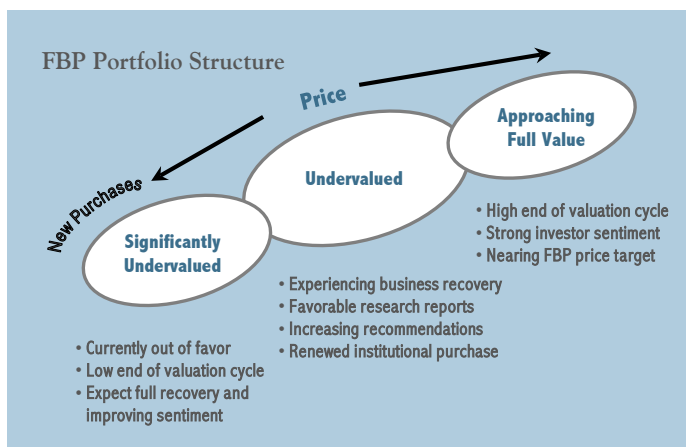 FBP Portfolio Structure
Price
New Purchases
Significantly
Undervalued
Undervalued
Approaching
Full Value
• Currently out of favor
• Low end of valuation cycle
• Expect full recovery and
improving sentiment
• Experiencing business recovery
• Favorable research reports
• Increasing recommendations
• Renewed institutional purchase
• High end of valuation cycle
• Strong investor sentiment
• Nearing FBP price target